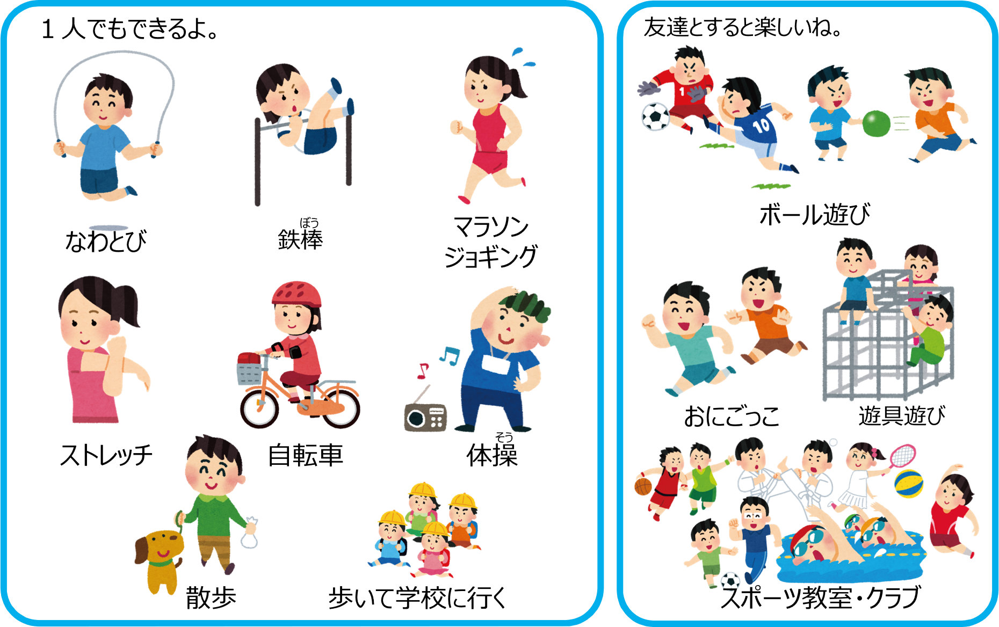 １人でもできるよ。
なわとび
ぼう
鉄棒
マラソン
ジョギング
ストレッチ
自転車
そう
体操
散歩
歩いて学校に行く
友達とすると楽しいね。
1
10
ボール遊び
おにごっこ
遊具遊び
スポーツ教室・クラブ